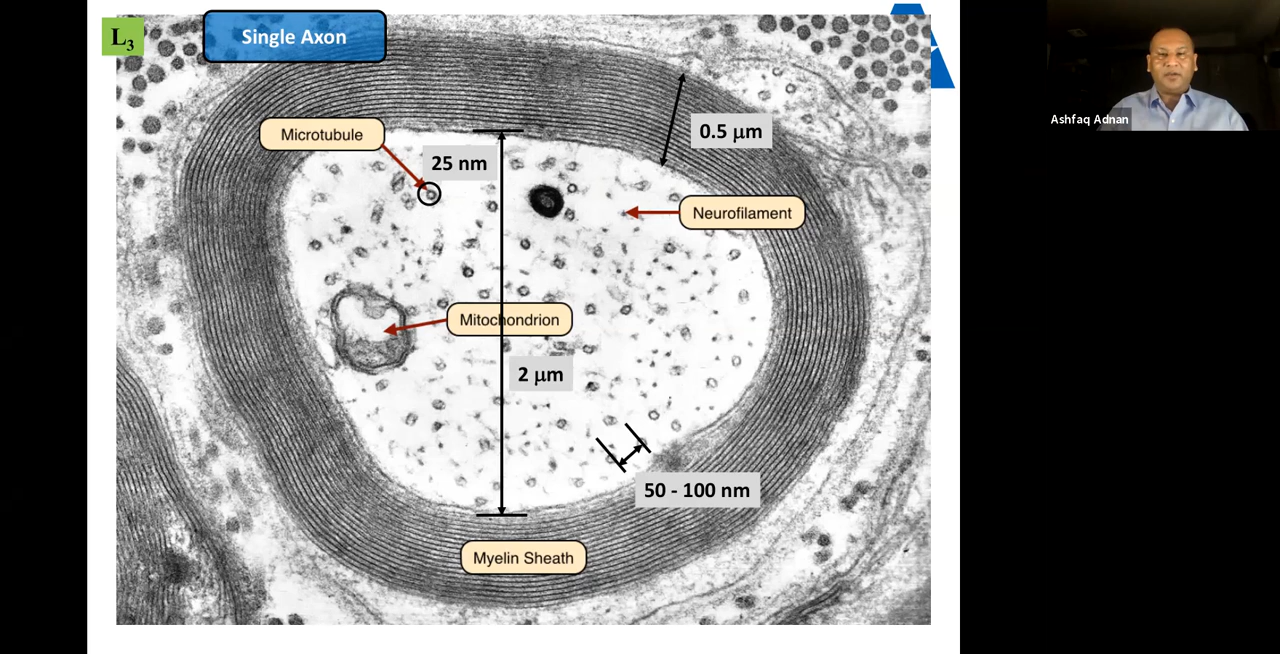 L3
Single Axon
Microtubule
25 nm
0.5 μm
Neurofilament
Ashfaq Adnan
Mitochondrion
2 μm
50 - 100 nm
Myelin Sheath